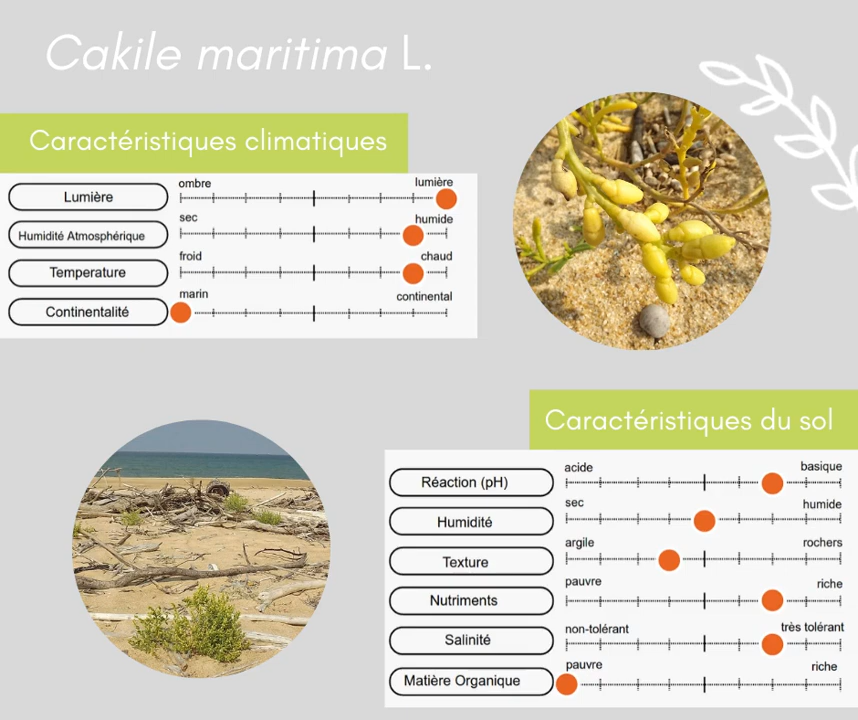 Cakile maritima L.
Caractéristiques climatiques
Lumière
ombre lumière
Humidité Atmosphérique
sec humide
Temperature
froid chaud
Continentalité
marin continental
Caractéristiques du sol
Réaction (pH)
acide basique
Humidité
sec humide
Texture
argile rochers
Nutriments
pauvre riche
Salinité
non-tolérant très tolérant
Matière Organique
pauvre riche